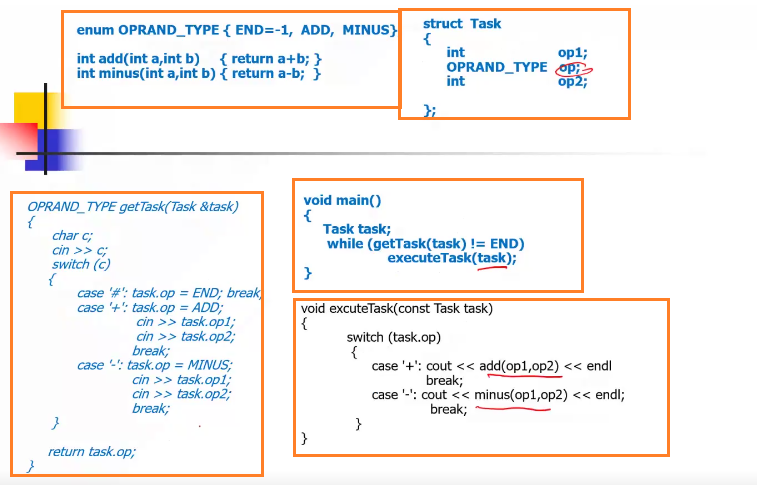 enum OPRAND_TYPE { END=-1, ADD, MINUS}
int add(int a,int b) { return a+b; }
int minus(int a,int b) { return a-b; }
struct Task
{
int op1;
OPRAND_TYPE op;
int op2;
};
OPRAND_TYPE getTask(Task &task)
{
char c;
cin >> c;
switch (c)
{
case '#': task.op = END; break;
case '+': task.op = ADD;
cin >> task.op1;
cin >> task.op2;
break;
case '-': task.op = MINUS;
cin >> task.op1;
cin >> task.op2;
break;
}
return task.op;
}
void main()
{
Task task;
while (getTask(task) != END)
executeTask(task);
}
void excuteTask(const Task task)
{
switch (task.op)
{
case '+': cout << add(op1,op2) << endl
break;
case '-': cout << minus(op1,op2) << endl;
break;
}
}